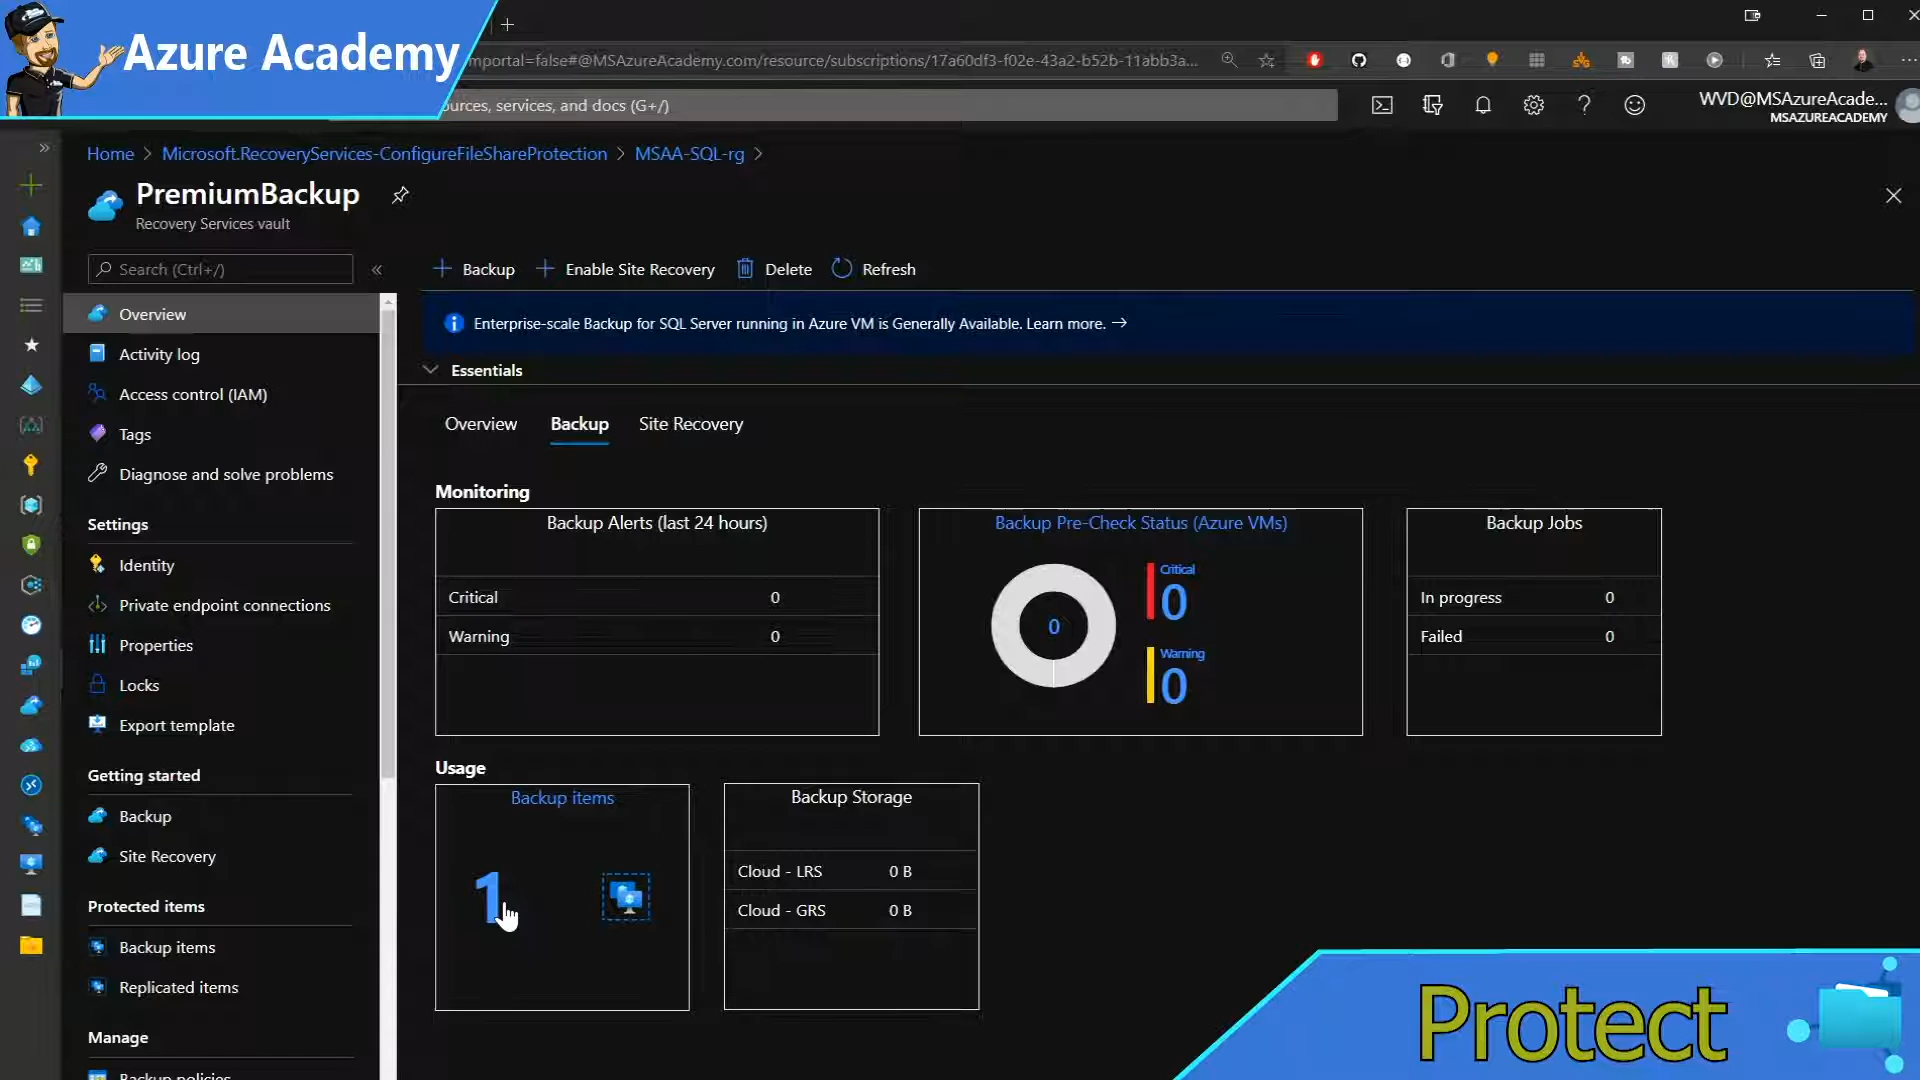 Azure Academy
mportal=false#@MSAzureAcademy.com/resource/subscriptions/17a60df3-f02e-43a2-b52b-11abb3a...
ources, services, and docs (G+/)
WVD@MSAzureAcade...
MSAZUREACADEMY
Home > Microsoft.RecoveryServices-ConfigureFileShareProtection > MSAA-SQL-rg >
PremiumBackup
Recovery Services vault
Search (Ctrl+/)
Backup
Enable Site Recovery
Delete
Refresh
Overview
Activity log
Access control (IAM)
Tags
Diagnose and solve problems
Settings
Identity
Private endpoint connections
Properties
Locks
Export template
Getting started
Backup
Site Recovery
Protected items
Backup items
Replicated items
Manage
Backup policies
Enterprise-scale Backup for SQL Server running in Azure VM is Generally Available. Learn more. →
Essentials
Overview
Backup
Site Recovery
Monitoring
Backup Alerts (last 24 hours)
Critical 0
Warning 0
Backup Pre-Check Status (Azure VMs)
0
Critical
0
Warning
0
Backup Jobs
In progress 0
Failed 0
Usage
Backup items
1
Backup Storage
Cloud - LRS 0 B
Cloud - GRS 0 B
Protect